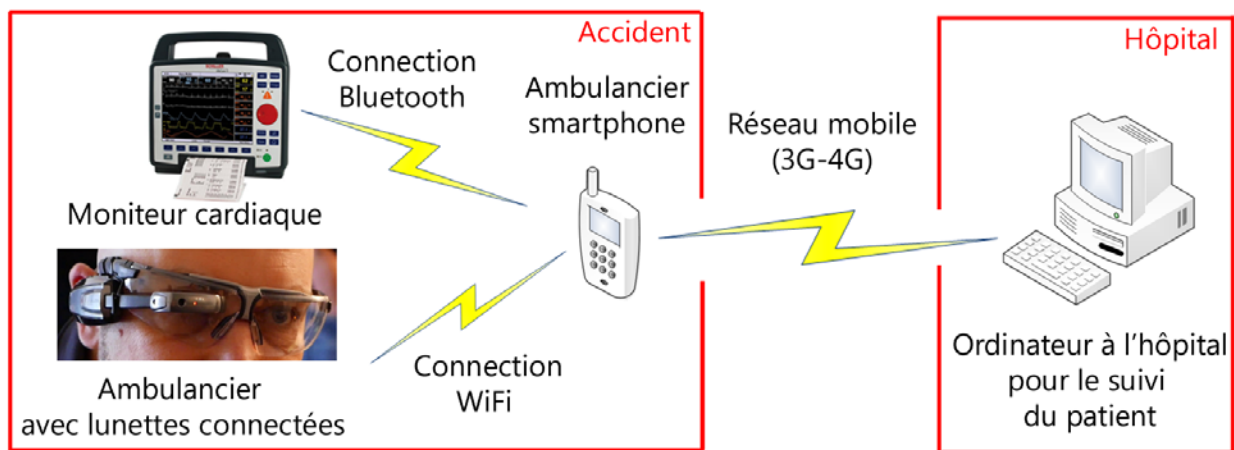 Accident
Hôpital
Connection
Bluetooth
Ambulancier
smartphone
Réseau mobile
(3G-4G)
Moniteur cardiaque
Connection
WiFi
Ambulancier
avec lunettes connectées
Ordinateur à l'hôpital
pour le suivi
du patient